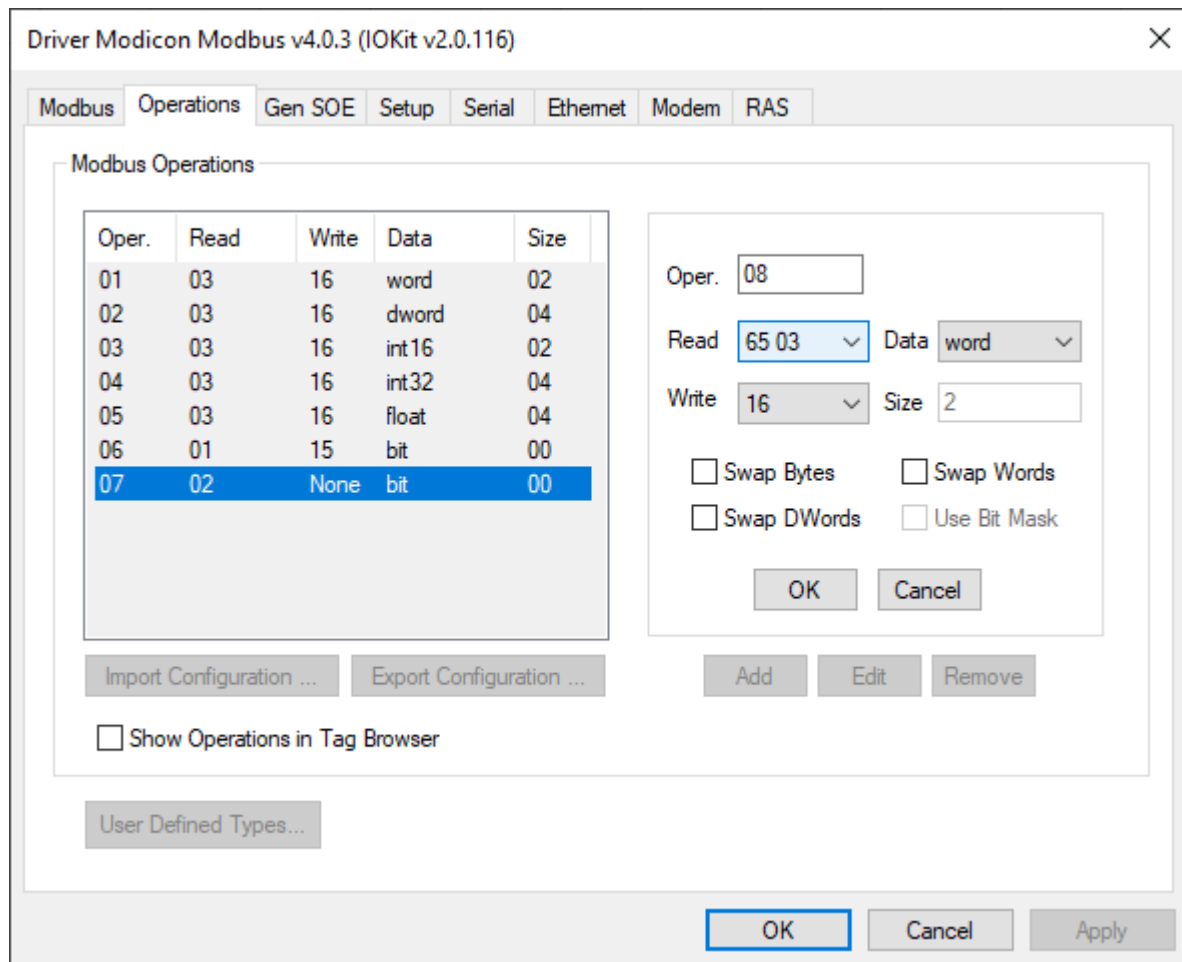 Driver Modicon Modbus v4.0.3 (IOKit v2.0.116)
Modbus Operations Gen SOE Setup Serial Ethernet Modem RAS
Modbus Operations
Oper. Read Write Data Size
01 03 16 word 02
02 03 16 dword 04
03 03 16 int16 02
04 03 16 int32 04
05 03 16 float 04
06 01 15 bit 00
07 02 None bit 00
Oper. 08
Read 65 03 Data word
Write 16 Size 2
Swap Bytes Swap Words
Swap DWords Use Bit Mask
OK Cancel
Import Configuration ... Export Configuration ... Add Edit Remove
Show Operations in Tag Browser
User Defined Types...
OK Cancel Apply